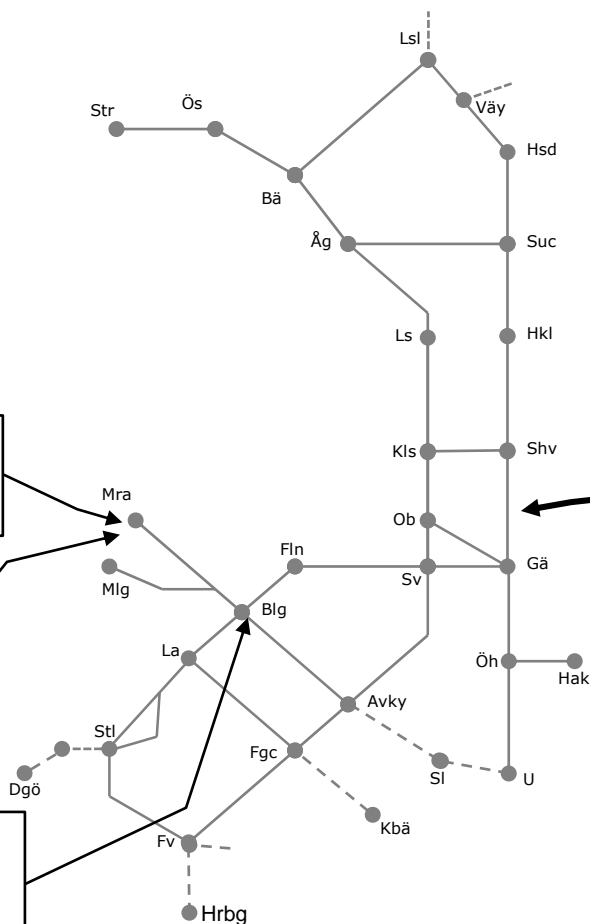 Lsl
Väy
Str
Ös
Hsd
Bä
Åg
Suc
Ls
Hkl
Kls
Shv
Mra
Ob
Fln
Mlg
Sv
Gä
Blg
La
Öh
Hak
Avky
Stl
Fgc
Sl
U
Dgö
Kbä
Fv
Hrbg